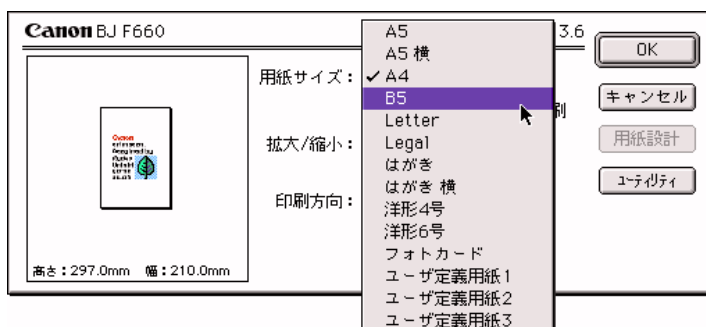 Canon BJ F660
3.6
用紙サイズ：
拡大/縮小：
印刷方向：
A5
A5 横
✓A4
B5
Letter
Legal
はがき
はがき 横
洋形4号
洋形6号
フォトカード
ユーザ定義用紙1
ユーザ定義用紙2
ユーザ定義用紙3
刷
OK
キャンセル
用紙設計
ユーティリティ
Canon
高さ：297.0mm 幅：210.0mm